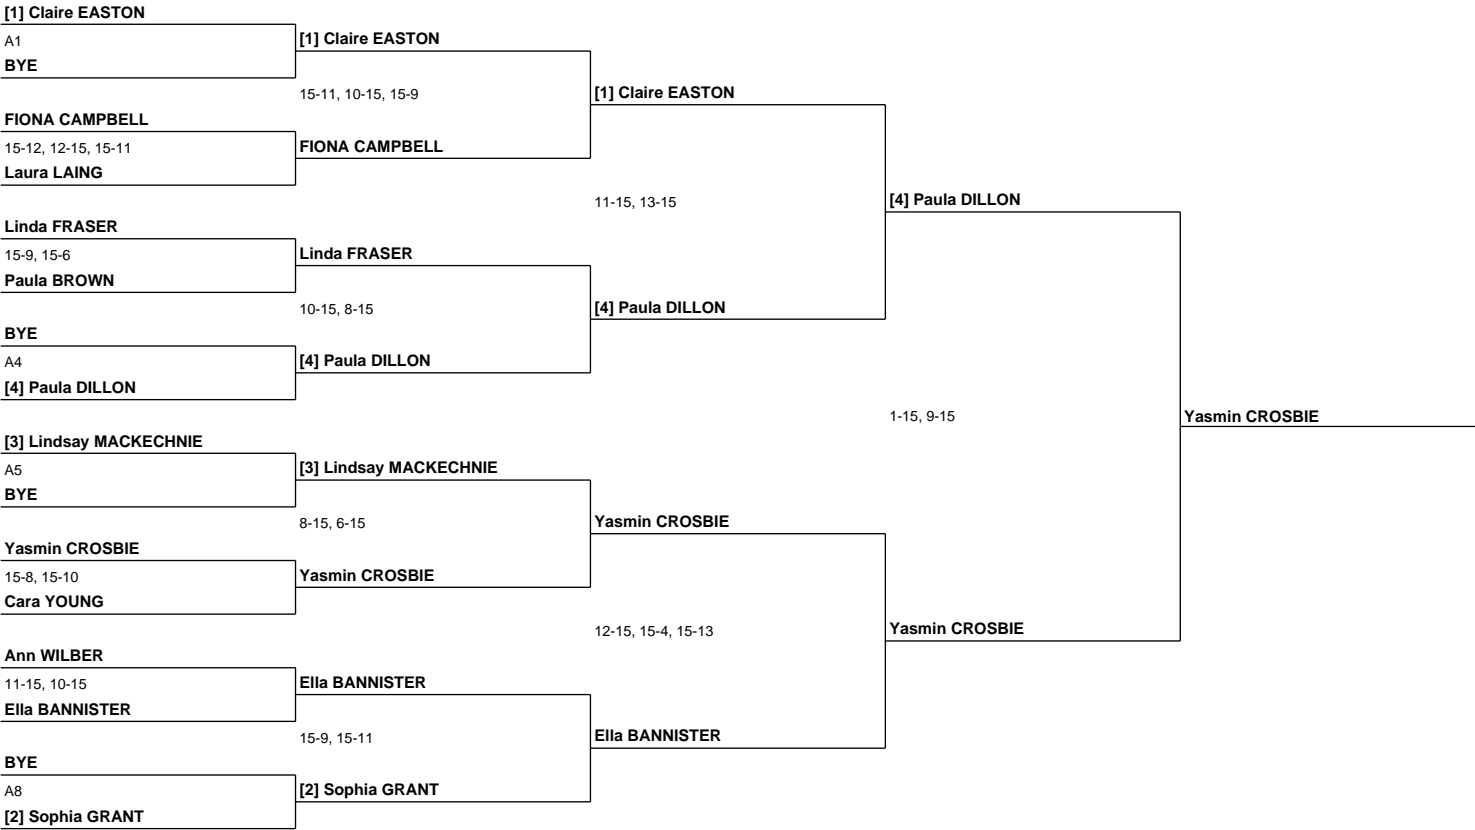 [1] Claire EASTON
A1
BYE
FIONA CAMPBELL
15-12, 12-15, 15-11
Laura LAING
Linda FRASER
15-9, 15-6
Paula BROWN
BYE
A4
[4] Paula DILLON
[3] Lindsay MACKECHNIE
A5
BYE
Yasmin CROSBIE
15-8, 15-10
Cara YOUNG
Ann WILBER
11-15, 10-15
Ella BANNISTER
BYE
A8
[2] Sophia GRANT
[1] Claire EASTON
15-11, 10-15, 15-9
FIONA CAMPBELL
Linda FRASER
10-15, 8-15
[4] Paula DILLON
[3] Lindsay MACKECHNIE
8-15, 6-15
Yasmin CROSBIE
Ella BANNISTER
15-9, 15-11
[2] Sophia GRANT
[1] Claire EASTON
11-15, 13-15
[4] Paula DILLON
Yasmin CROSBIE
12-15, 15-4, 15-13
Ella BANNISTER
[4] Paula DILLON
1-15, 9-15
Yasmin CROSBIE
Yasmin CROSBIE